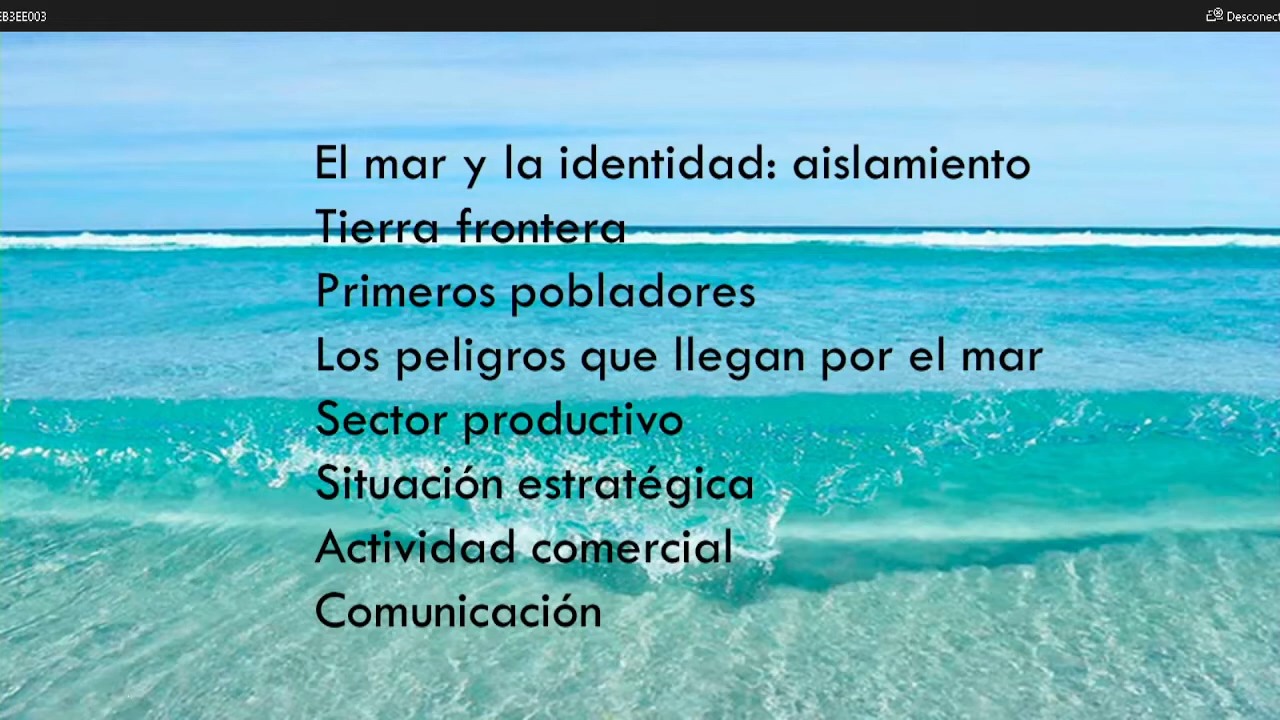 EB3EE003
Desconect
El mar y la identidad: aislamiento
Tierra frontera
Primeros pobladores
Los peligros que llegan por el mar
Sector productivo
Situación estratégica
Actividad comercial
Comunicación